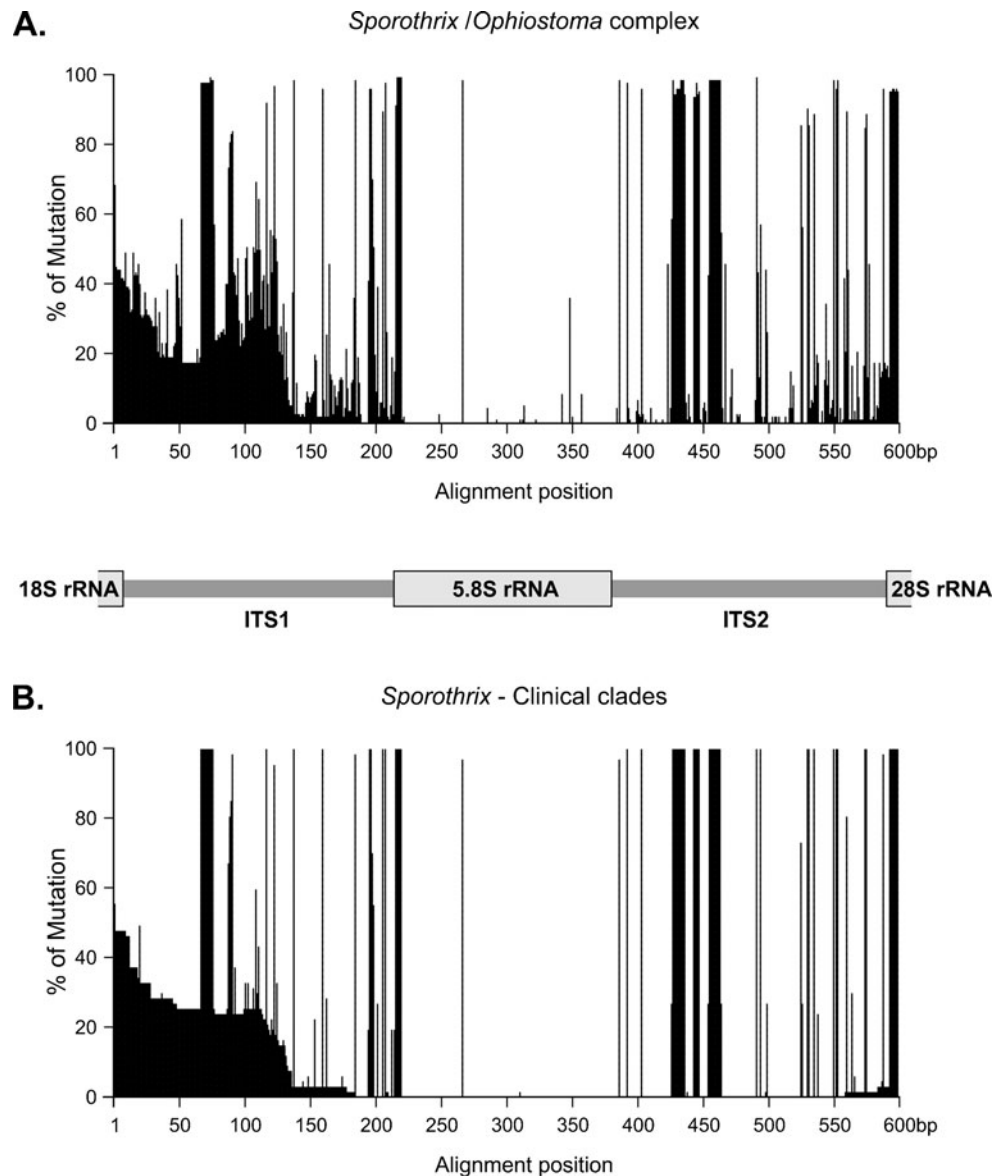 A.
Sporothrix /Ophiostoma complex
100
80
60
40
20
0
% of Mutation
1 50 100 150 200 250 300 350 400 450 500 550 600bp
Alignment position
18S rRNA 5.8S rRNA 28S rRNA
ITS1 ITS2
B.
Sporothrix - Clinical clades
100
80
60
40
20
0
% of Mutation
1 50 100 150 200 250 300 350 400 450 500 550 600bp
Alignment position